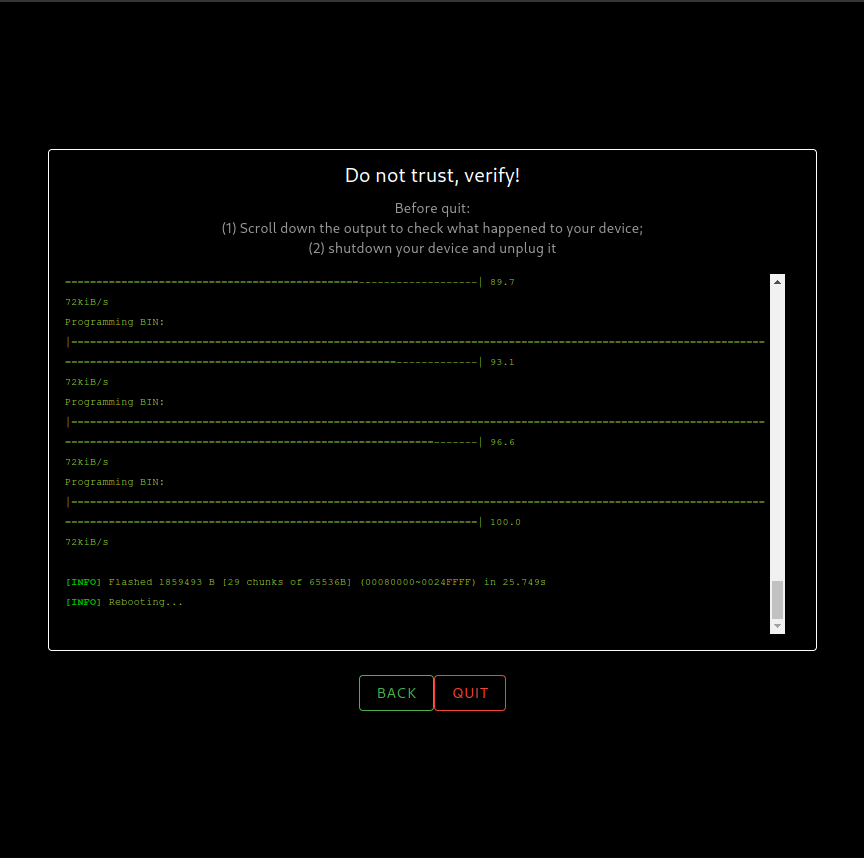 Do not trust, verify!
Before quit:
(1) Scroll down the output to check what happened to your device;
(2) shutdown your device and unplug it
==============================================-------------------| 89.7
72kiB/s
Programming BIN:
|==============================================================================================================
=====================================================-------------| 93.1
72kiB/s
Programming BIN:
|==============================================================================================================
===========================================================-------| 96.6
72kiB/s
Programming BIN:
|==============================================================================================================
==================================================================| 100.0
72kiB/s
[INFO] Flashed 1859493 B [29 chunks of 65536B] (00080000~0024FFFF) in 25.749s
[INFO] Rebooting...
BACK QUIT